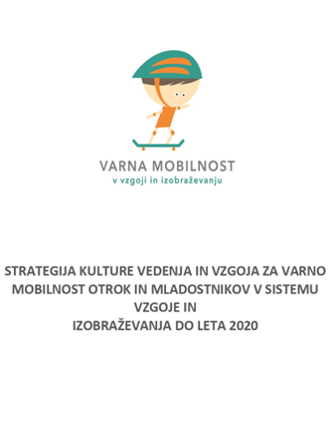 VARNA MOBILNOST
v vzgoji in izobraževanju
STRATEGIJA KULTURE VEDENJA IN VZGOJA ZA VARNO
MOBILNOST OTROK IN MLADOSTNIKOV V SISTEMU
VZGOJE IN
IZOBRAŽEVANJA DO LETA 2020